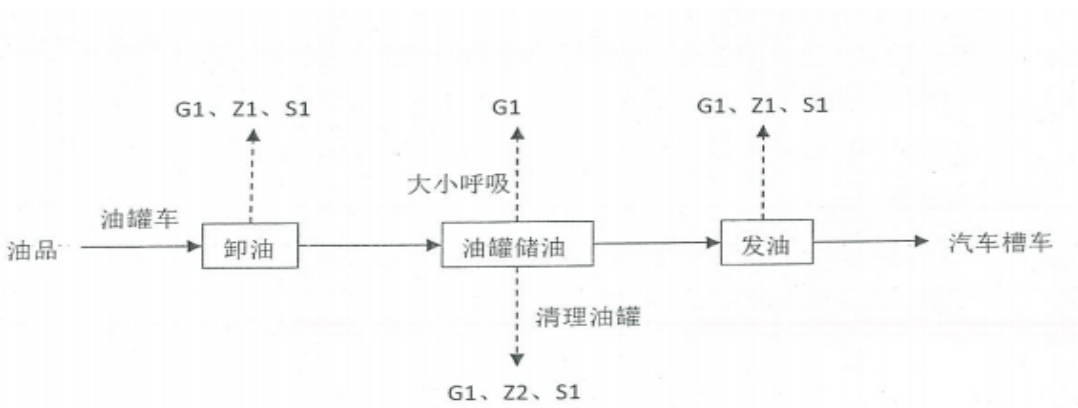 G1、Z1、S1
G1
G1、Z1、S1
大小呼吸
油罐车
油品
卸油
油罐储油
发油
汽车槽车
清理油罐
G1、Z2、S1